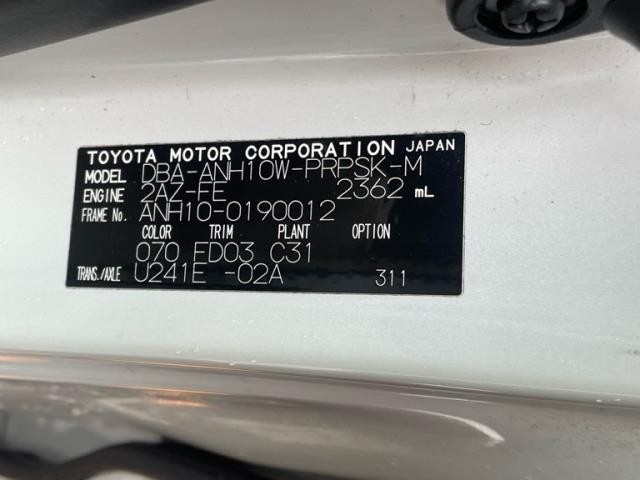 TOYOTA MOTOR CORPORATION JAPAN
MODEL DBA-ANH10W-PRPSK-M
ENGINE 2AZ-FE 2362 mL
FRAME No. ANH10-0190012
COLOR TRIM PLANT OPTION
070 FD03 C31
TRANS./AXLE U241E -02A 311